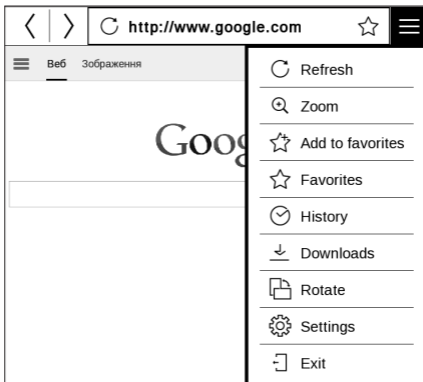 http://www.google.com
Веб Зображення
Goog
Refresh
Zoom
Add to favorites
Favorites
History
Downloads
Rotate
Settings
Exit